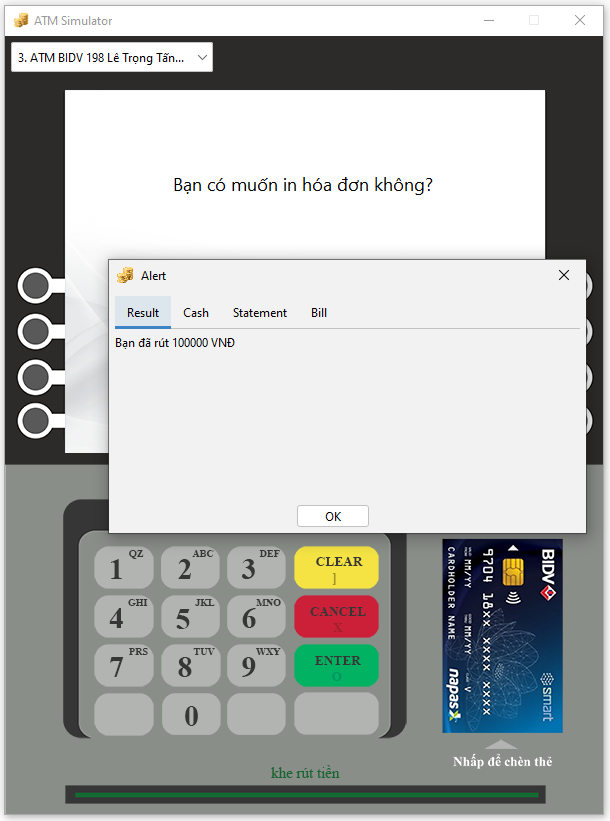 ATM Simulator
3. ATM BIDV 198 Lê Trọng Tấn...
Bạn có muốn in hóa đơn không?
Alert
Result Cash Statement Bill
Bạn đã rút 100000 VNĐ
OK
1 QZ 2 ABC 3 DEF CLEAR ]
4 GHI 5 JKL 6 MNO CANCEL X
7 PRS 8 TUV 9 WXY ENTER O
0
BIDV
smart
9704 18xx xxxx xxxx
MM/YY MM/YY V
CARDHOLDER NAME
napas
Nhấp để chèn thẻ
khe rút tiền